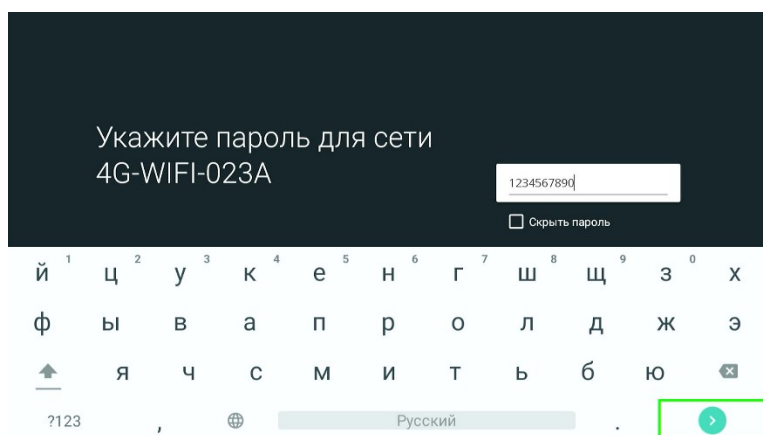 Укажите пароль для сети
4G-WIFI-023A
1234567890
Скрыть пароль
й 1 ц 2 у 3 к 4 е 5 н 6 г 7 ш 8 щ 9 з 0 х
ф ы в а п р о л д ж э
я ч с м и т ь б ю
?123 , Русский .